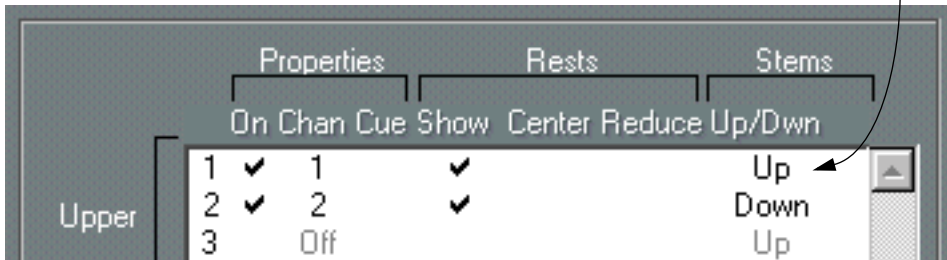 Properties Rests Stems
On Chan Cue Show Center Reduce Up/Dwn
1 ✔ 1 ✔ Up
Upper 2 ✔ 2 ✔ Down
3 Off Up